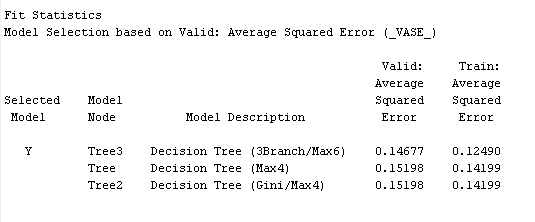 Fit Statistics
Model Selection based on Valid: Average Squared Error (_VASE_)
Valid: Train:
Average Average
Selected Model Squared Squared
Model Node Model Description Error Error
Y Tree3 Decision Tree (3Branch/Max6) 0.14677 0.12490
Tree Decision Tree (Max4) 0.15198 0.14199
Tree2 Decision Tree (Gini/Max4) 0.15198 0.14199